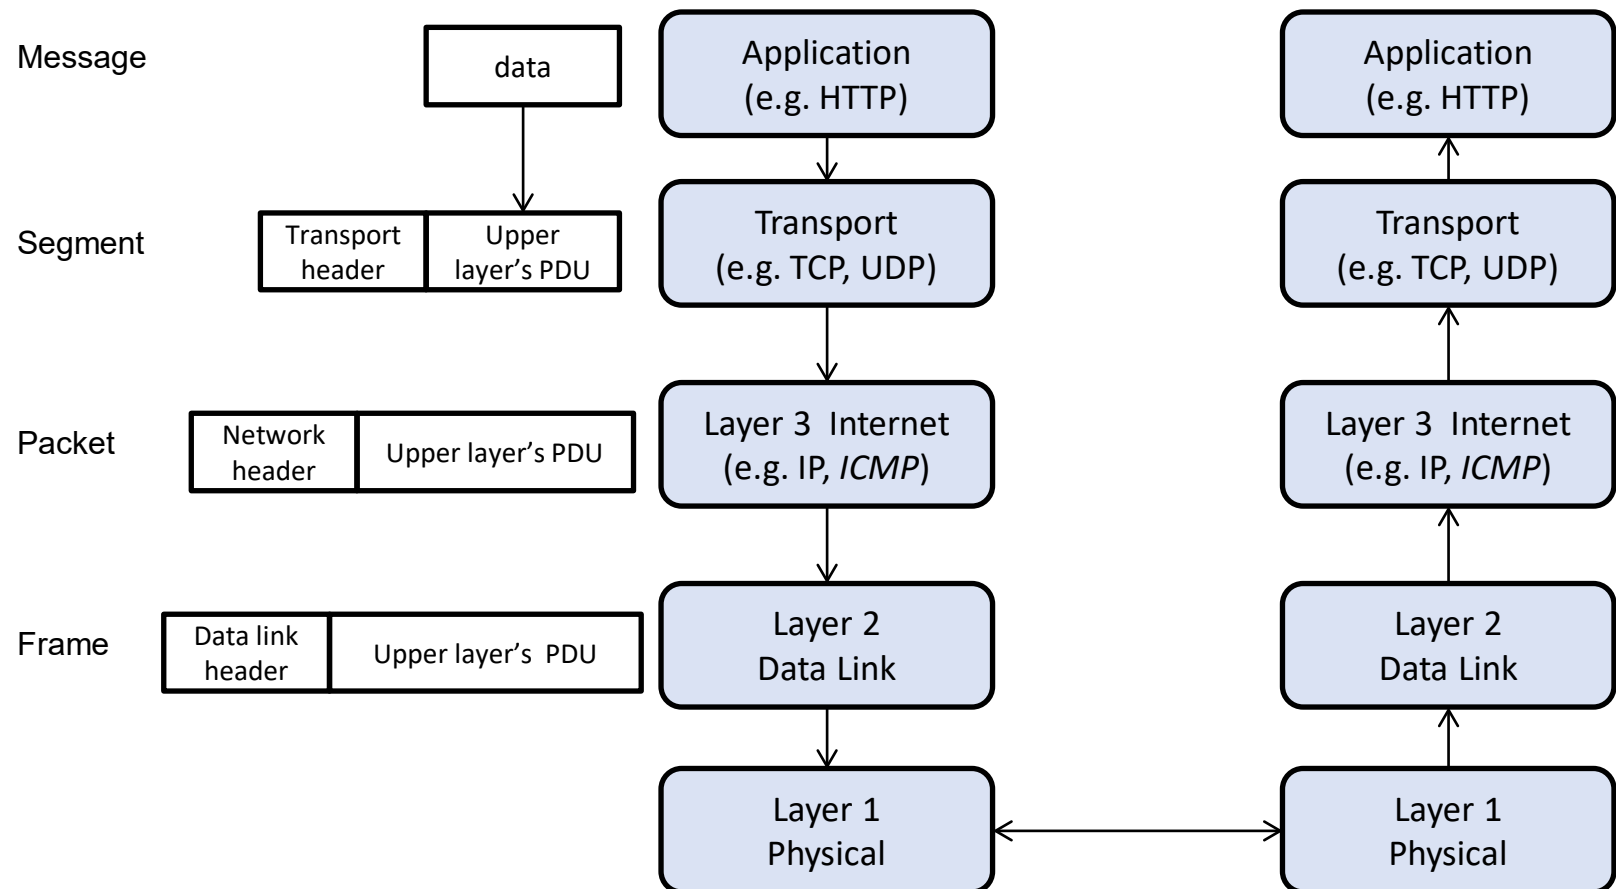 Message
data
Application
(e.g. HTTP)
Application
(e.g. HTTP)
Segment
Transport
header
Upper
layer’s PDU
Transport
(e.g. TCP, UDP)
Transport
(e.g. TCP, UDP)
Packet
Network
header
Upper layer’s PDU
Layer 3  Internet
(e.g. IP, ICMP)
Layer 3  Internet
(e.g. IP, ICMP)
Frame
Data link
header
Upper layer’s  PDU
Layer 2
Data Link
Layer 2
Data Link
Layer 1
Physical
Layer 1
Physical